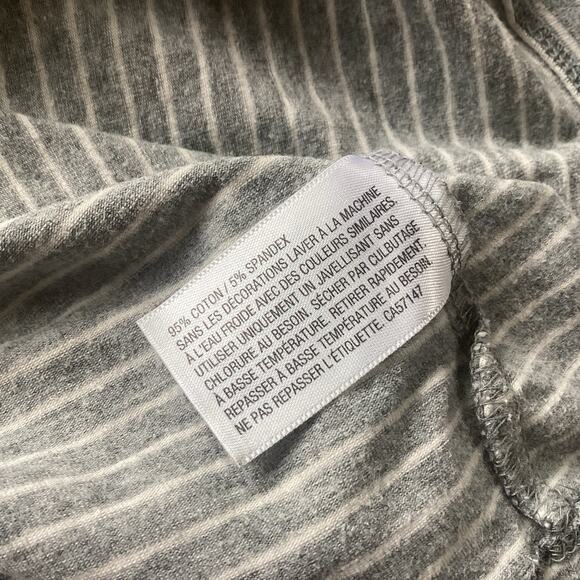 95% COTON / 5% SPANDEX
SANS LES DÉCORATIONS LAVER À LA MACHINE
À L'EAU FROIDE AVEC DES COULEURS SIMILAIRES.
UTILISER UNIQUEMENT UN JAVELLISANT SANS
CHLORURE AU BESOIN. SÉCHER PAR CULBUTAGE
À BASSE TEMPÉRATURE. RETIRER RAPIDEMENT.
REPASSER À BASSE TEMPÉRATURE AU BESOIN.
NE PAS REPASSER L'ÉTIQUETTE. CA57147